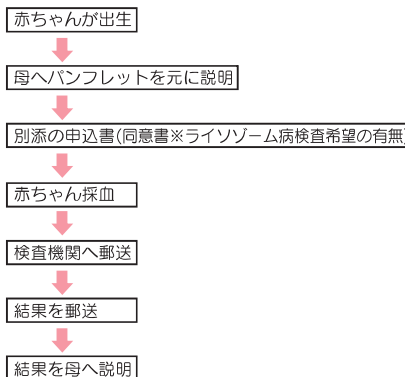 赤ちゃんが出生
母へパンフレットを元に説明
別添の申込書(同意書※ライソゾーム病検査希望の有無)
赤ちゃん採血
検査機関へ郵送
結果を郵送
結果を母へ説明